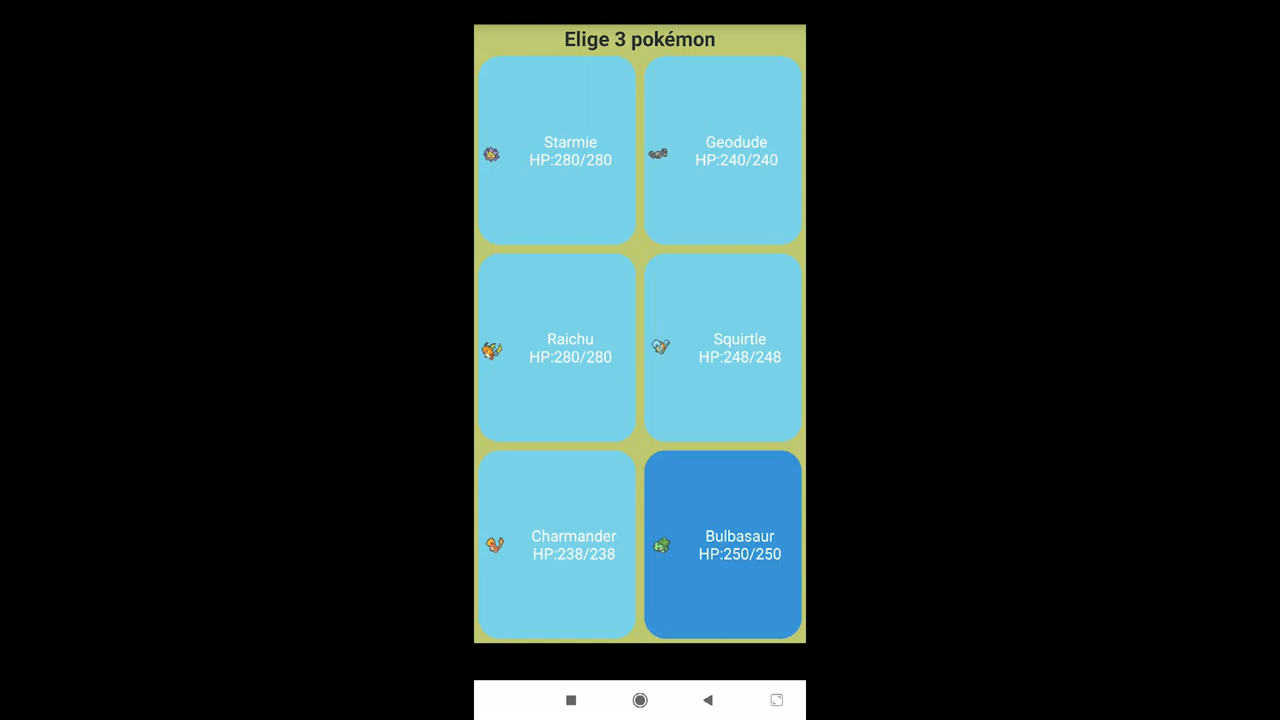 Elige 3 pokémon
Starmie
HP:280/280
Geodude
HP:240/240
Raichu
HP:280/280
Squirtle
HP:248/248
Charmander
HP:238/238
Bulbasaur
HP:250/250